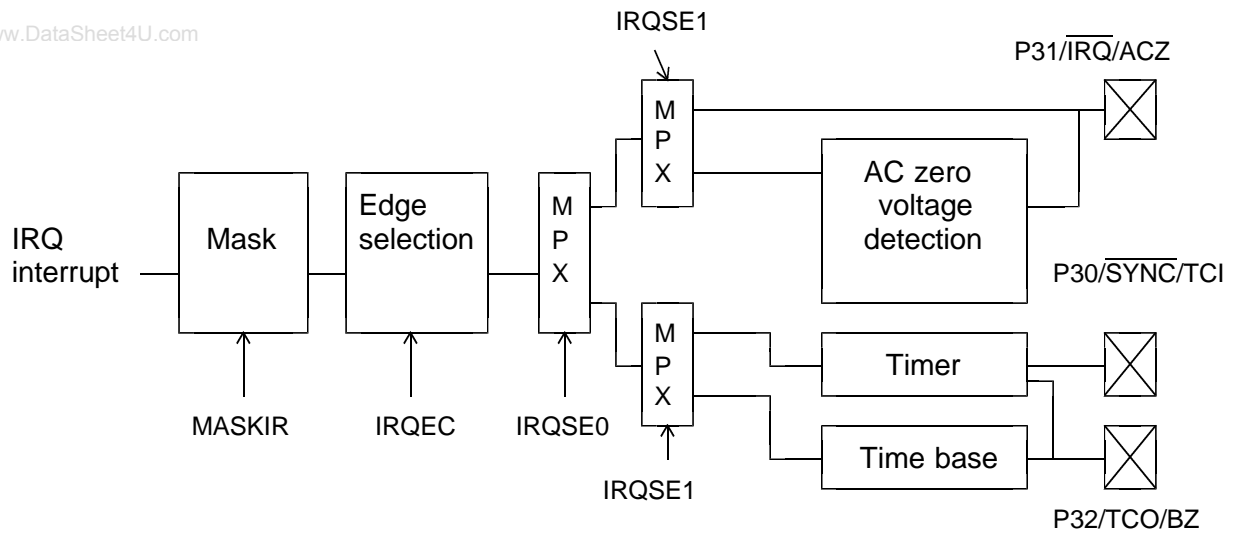 ww.DataSheet4U.com
IRQSE1
P31/IRQ/ACZ
M
P
X
AC zero
voltage
detection
Edge
selection
M
P
X
Mask
IRQ
interrupt
P30/SYNC/TCI
M
P
X
Timer
MASKIR
IRQEC
IRQSE0
Time base
IRQSE1
P32/TCO/BZ